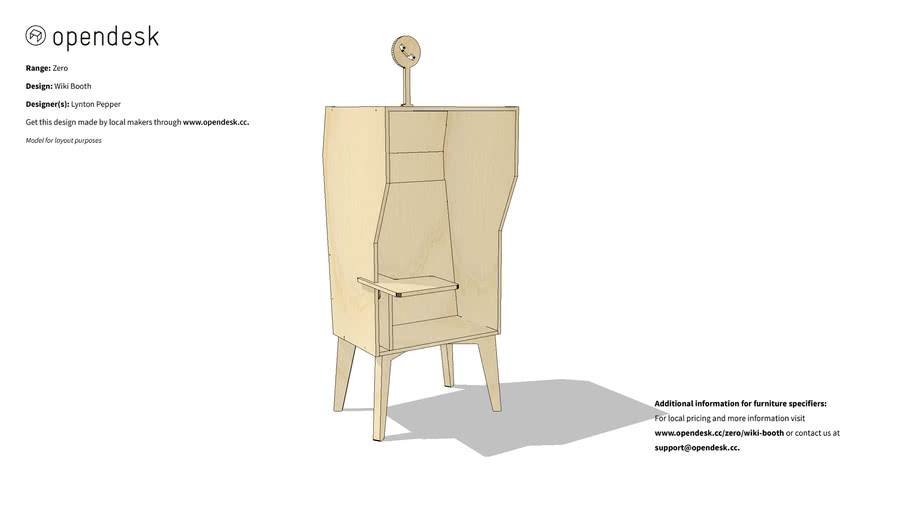 opendesk
Range: Zero
Design: Wiki Booth
Designer(s): Lynton Pepper
Get this design made by local makers through www.opendesk.cc.
Model for layout purposes
Additional information for furniture specifiers:
For local pricing and more information visit
www.opendesk.cc/zero/wiki-booth or contact us at
support@opendesk.cc.